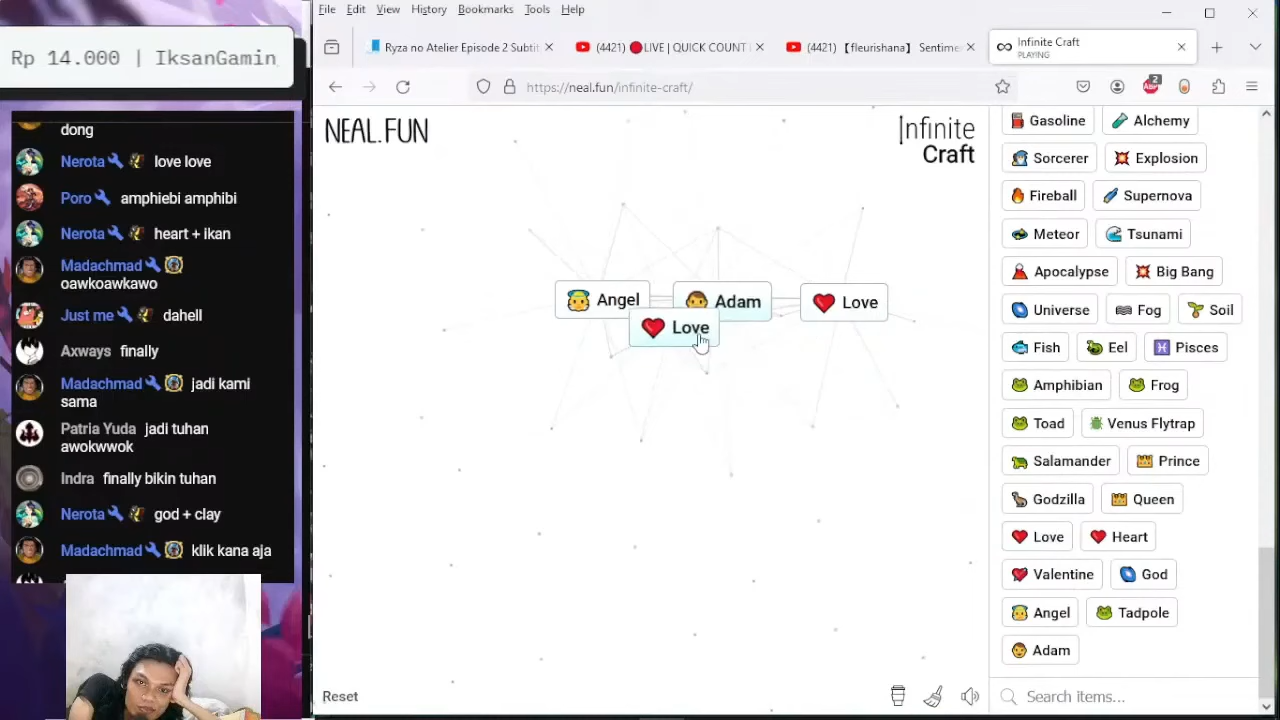 Rp 14.000 | IksanGamin
dong
Nerota love love
Poro amphiebi amphibi
Nerota heart + ikan
Madachmad
oawkoawkawo
Just me dahell
Axways finally
Madachmad jadi kami
sama
Patria Yuda jadi tuhan
awokwwok
Indra finally bikin tuhan
Nerota god + clay
Madachmad klik kana aja
File Edit View History Bookmarks Tools Help
Ryza no Atelier Episode 2 Subtit
(4421) 🔴LIVE | QUICK COUNT
(4421) 【fleurishana】 Sentime
Infinite Craft
PLAYING
https://neal.fun/infinite-craft/
2
NEAL.FUN
Infinite
Craft
Angel
Adam
Love
Love
Reset
Gasoline Alchemy
Sorcerer Explosion
Fireball Supernova
Meteor Tsunami
Apocalypse Big Bang
Universe Fog Soil
Fish Eel Pisces
Amphibian Frog
Toad Venus Flytrap
Salamander Prince
Godzilla Queen
Love Heart
Valentine God
Angel Tadpole
Adam
Search items...